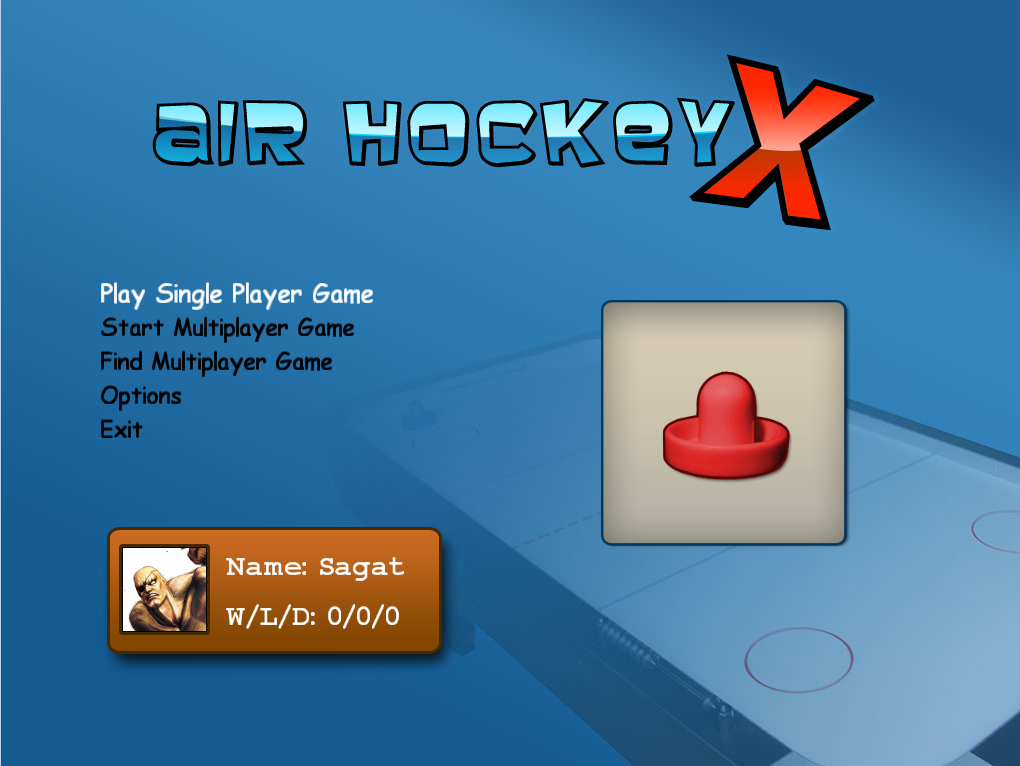 aIR HOCKeY X
Play Single Player Game
Start Multiplayer Game
Find Multiplayer Game
Options
Exit
Name: Sagat
W/L/D: 0/0/0